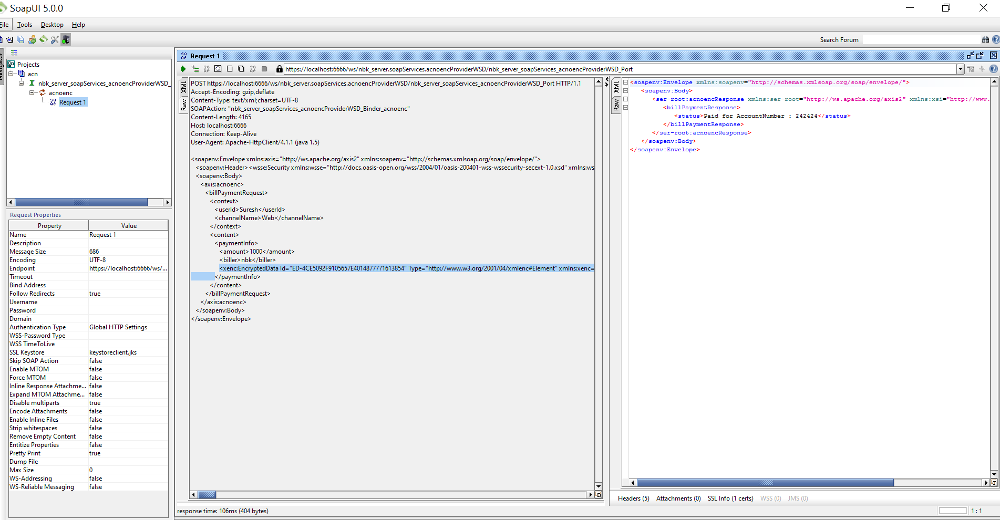 SoapUI 5.0.0
File Tools Desktop Help
Search Forum
Navigator
Projects
acn
nbk_server_soapServices_acnoencProviderWSD_
acnoenc
Request 1
Request Properties
Property Value
Name Request 1
Description
Message Size 686
Encoding UTF-8
Endpoint https://localhost:6666/ws/...
Timeout
Bind Address
Follow Redirects true
Username
Password
Domain
Authentication Type Global HTTP Settings
WSS-Password Type
WSS TimeToLive
SSL Keystore keystoreclient.jks
Skip SOAP Action false
Enable MTOM false
Force MTOM false
Inline Response Attachme... false
Expand MTOM Attachme... false
Disable multiparts true
Encode Attachments false
Enable Inline Files false
Strip whitespaces false
Remove Empty Content false
Entitize Properties false
Pretty Print true
Dump File
Max Size 0
WS-Addressing false
WS-Reliable Messaging false
Request 1
https://localhost:6666/ws/nbk_server.soapServices.acnoencProviderWSD/nbk_server_soapServices_acnoencProviderWSD_Port
XML
Raw
POST https://localhost:6666/ws/nbk_server.soapServices.acnoencProviderWSD/nbk_server_soapServices_acnoencProviderWSD_Port HTTP/1.1
Accept-Encoding: gzip,deflate
Content-Type: text/xml;charset=UTF-8
SOAPAction: "nbk_server_soapServices_acnoencProviderWSD_Binder_acnoenc"
Content-Length: 4165
Host: localhost:6666
Connection: Keep-Alive
User-Agent: Apache-HttpClient/4.1.1 (java 1.5)
<soapenv:Envelope xmlns:axis="http://ws.apache.org/axis2" xmlns:soapenv="http://schemas.xmlsoap.org/soap/envelope/">
<soapenv:Header><wsse:Security xmlns:wsse="http://docs.oasis-open.org/wss/2004/01/oasis-200401-wss-wssecurity-secext-1.0.xsd" xmlns:ws
<soapenv:Body>
<axis:acnoenc>
<billPaymentRequest>
<context>
<userId>Suresh</userId>
<channelName>Web</channelName>
</context>
<content>
<paymentInfo>
<amount>1000</amount>
<biller>nbk</biller>
<xenc:EncryptedData Id="ED-4CE5092F9105657E4014877771613854" Type="http://www.w3.org/2001/04/xmlenc#Element" xmlns:xenc=
</paymentInfo>
</content>
</billPaymentRequest>
</axis:acnoenc>
</soapenv:Body>
</soapenv:Envelope>
XML
Raw
<soapenv:Envelope xmlns:soapenv="http://schemas.xmlsoap.org/soap/envelope/">
<soapenv:Body>
<ser-root:acnoencResponse xmlns:ser-root="http://ws.apache.org/axis2" xmlns:xsi="http://www.
<billPaymentResponse>
<status>Paid for AccountNumber : 242424</status>
</billPaymentResponse>
</ser-root:acnoencResponse>
</soapenv:Body>
</soapenv:Envelope>
Headers (5) Attachments (0) SSL Info (1 certs) WSS (0) JMS (0)
response time: 106ms (404 bytes)
1 : 1